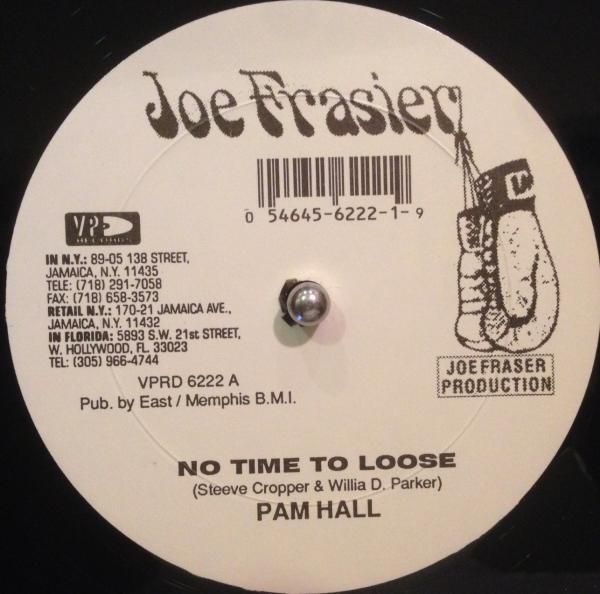 Joe Frasier
0 54645-6222-1-9
VP
RECORDS
IN N.Y.: 89-05 138 STREET,
JAMAICA, N.Y. 11435
TELE: (718) 291-7058
FAX: (718) 658-3573
RETAIL N.Y.: 170-21 JAMAICA AVE.,
JAMAICA, N.Y. 11432
IN FLORIDA: 5893 S.W. 21st STREET,
W. HOLLYWOOD, FL. 33023
TEL: (305) 966-4744
VPRD 6222 A
Pub. by East / Memphis B.M.I.
JOE FRASER
PRODUCTION
NO TIME TO LOOSE
(Steeve Cropper & Willia D. Parker)
PAM HALL